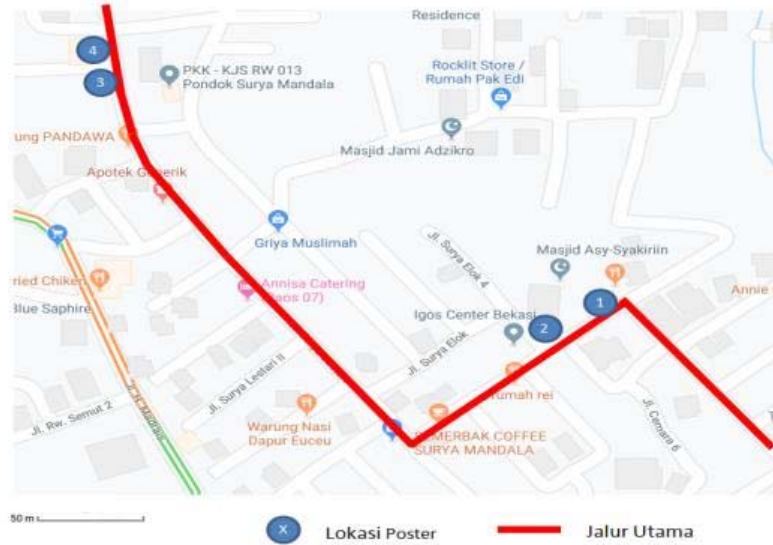 Residence
4
3
PKK - KJS RW 013
Pondok Surya Mandala
Rocklit Store /
Rumah Pak Edi
ung PANDAWA
Masjid Jami Adzikro
Apotek Generik
Griya Muslimah
Jl. Surya Elok 4
Masjid Asy-Syakiriin
ried Chiken
Annisa Catering
(Laos 07)
Annie
Blue Saphire
Igos Center Bekasi
1
2
Jl. Surya Elok
Jl. Surya Lestari II
rumah rei
Jl. Rw. Semut 2
Warung Nasi
Dapur Euceu
SEMERBAK COFFEE
SURYA MANDALA
Jl. Cemara 6
50 m
X
Lokasi Poster
Jalur Utama